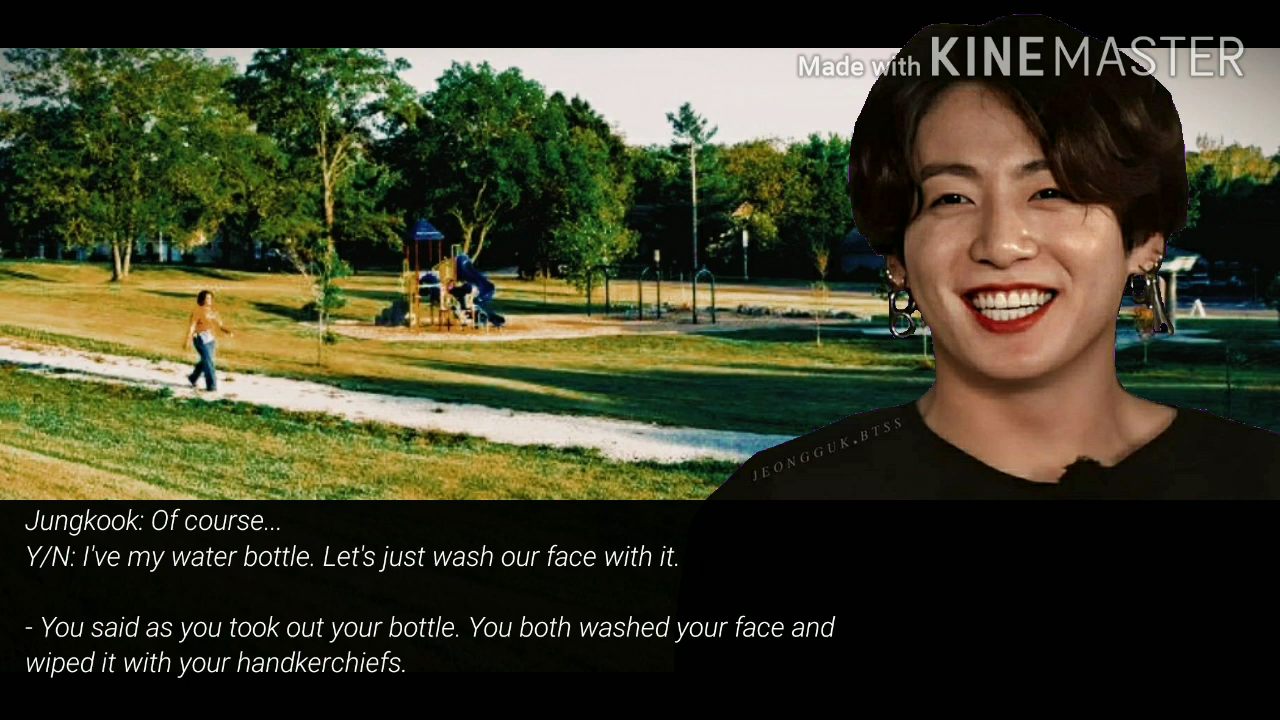 Made with KINEMASTER
JEONGGUK.BTSS
Jungkook: Of course...
Y/N: I've my water bottle. Let's just wash our face with it.
- You said as you took out your bottle. You both washed your face and
wiped it with your handkerchiefs.